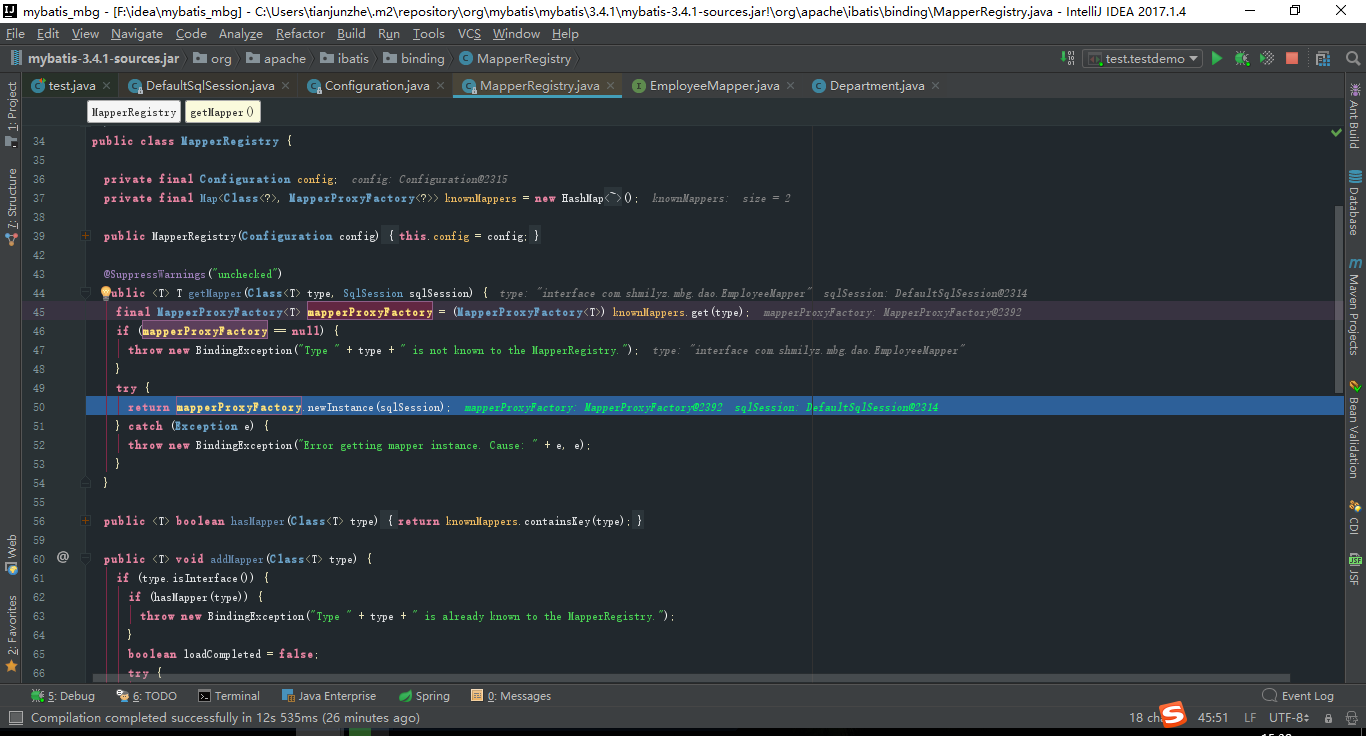 mybatis_mbg - [F:\idea\mybatis_mbg] - C:\Users\tianjunzhe\.m2\repository\org\mybatis\mybatis\3.4.1\mybatis-3.4.1-sources.jar!\org\apache\ibatis\binding\MapperRegistry.java - IntelliJ IDEA 2017.1.4
File Edit View Navigate Code Analyze Refactor Build Run Tools VCS Window Help
mybatis-3.4.1-sources.jar org apache ibatis binding MapperRegistry test.testdemo
test.java DefaultSqlSession.java Configuration.java MapperRegistry.java EmployeeMapper.java Department.java
MapperRegistry getMapper()
34 public class MapperRegistry {
35
36 private final Configuration config; config: Configuration@2315
37 private final Map<Class<?>, MapperProxyFactory<?>> knownMappers = new HashMap<~>(); knownMappers: size = 2
38
39 public MapperRegistry(Configuration config) { this.config = config; }
42
43 @SuppressWarnings("unchecked")
44 ublic <T> T getMapper(Class<T> type, SqlSession sqlSession) { type: "interface com.shmilyz.mbg.dao.EmployeeMapper" sqlSession: DefaultSqlSession@2314
45 final MapperProxyFactory<T> mapperProxyFactory = (MapperProxyFactory<T>) knownMappers.get(type); mapperProxyFactory: MapperProxyFactory@2392
46 if (mapperProxyFactory == null) {
47 throw new BindingException("Type " + type + " is not known to the MapperRegistry."); type: "interface com.shmilyz.mbg.dao.EmployeeMapper"
48 }
49 try {
50 return mapperProxyFactory.newInstance(sqlSession); mapperProxyFactory: MapperProxyFactory@2392 sqlSession: DefaultSqlSession@2314
51 } catch (Exception e) {
52 throw new BindingException("Error getting mapper instance. Cause: " + e, e);
53 }
54 }
55
56 public <T> boolean hasMapper(Class<T> type) { return knownMappers.containsKey(type); }
59
60 @ public <T> void addMapper(Class<T> type) {
61 if (type.isInterface()) {
62 if (hasMapper(type)) {
63 throw new BindingException("Type " + type + " is already known to the MapperRegistry.");
64 }
65 boolean loadCompleted = false;
66 try {
1: Project
7: Structure
Web
2: Favorites
Ant Build
Database
Maven Projects
Bean Validation
CDI
JSF
5: Debug 6: TODO Terminal Java Enterprise Spring 0: Messages Event Log
Compilation completed successfully in 12s 535ms (26 minutes ago) 18 ch 45:51 LF UTF-8